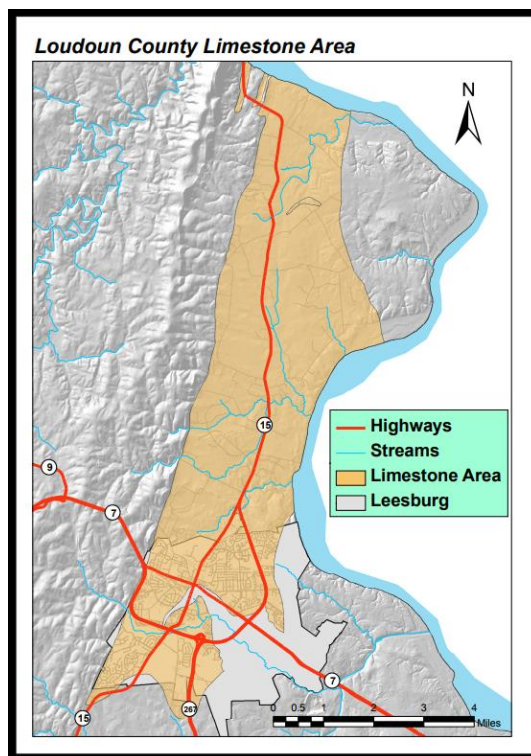 Loudoun County Limestone Area
N
15
Highways
Streams
Limestone Area
Leesburg
9
7
7
15
267
0 0.5 1 2 3 4
Miles